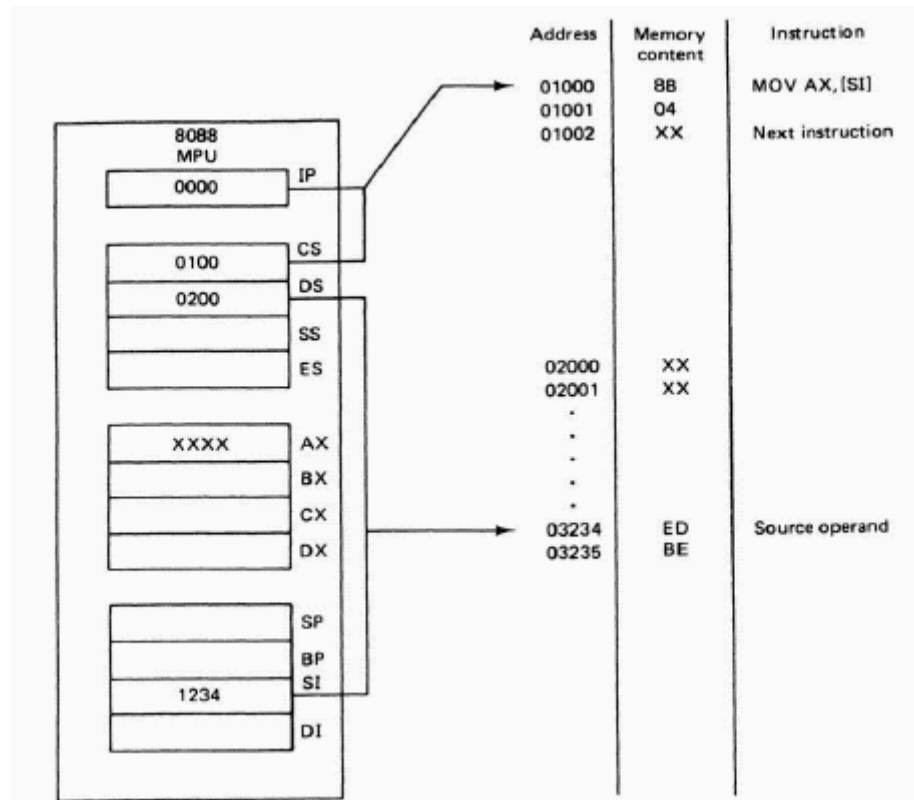 Address Memory content Instruction
01000 8B MOV AX, [SI]
01001 04
01002 XX Next instruction
8088
MPU
0000 IP
0100 CS
0200 DS
SS
ES
02000 XX
02001 XX
XXXX AX
BX
CX
DX
03234 ED Source operand
03235 BE
SP
BP
1234 SI
DI